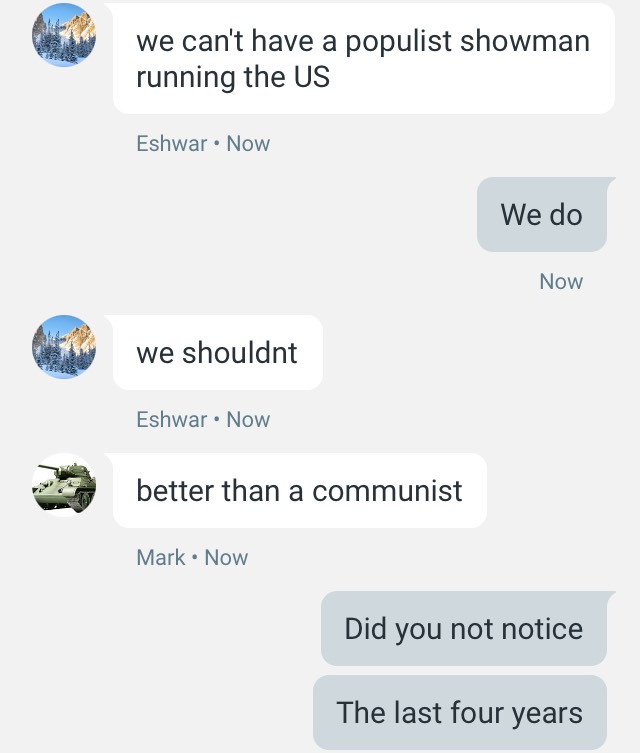 we can't have a populist showman
running the US
Eshwar • Now
We do
Now
we shouldnt
Eshwar • Now
better than a communist
Mark • Now
Did you not notice
The last four years